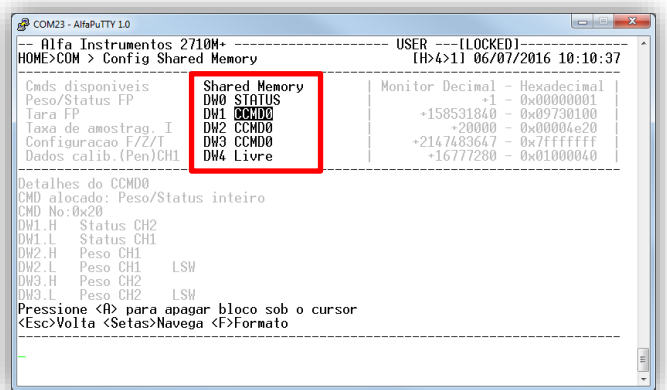 COM23 - AlfaPuTTY 1.0
-- Alfa Instrumentos 2710M+ -------------------- USER ---[LOCKED]-------------
HOME>COM > Config Shared Memory [H>4>1] 06/07/2016 10:10:37
Cmds disponiveis Shared Memory | Monitor Decimal - Hexadecimal |
Peso/Status FP DW0 STATUS | +1 - 0x00000001 |
Tara FP DW1 CCMD0 | +158531840 - 0x09730100 |
Taxa de amostrag. I DW2 CCMD0 | +20000 - 0x00004e20 |
Configuracao F/Z/T DW3 CCMD0 | +2147483647 - 0x7fffffff |
Dados calib.(Pen)CH1 DW4 Livre | +16777280 - 0x01000040 |
Detalhes do CCMD0
CMD alocado: Peso/Status inteiro
CMD No:0x20
DW1.H Status CH2
DW1.L Status CH1
DW2.H Peso CH1
DW2.L Peso CH1 LSW
DW3.H Peso CH2
DW3.L Peso CH2 LSW
Pressione <A> para apagar bloco sob o cursor
<Esc>Volta <Setas>Navega <F>Formato